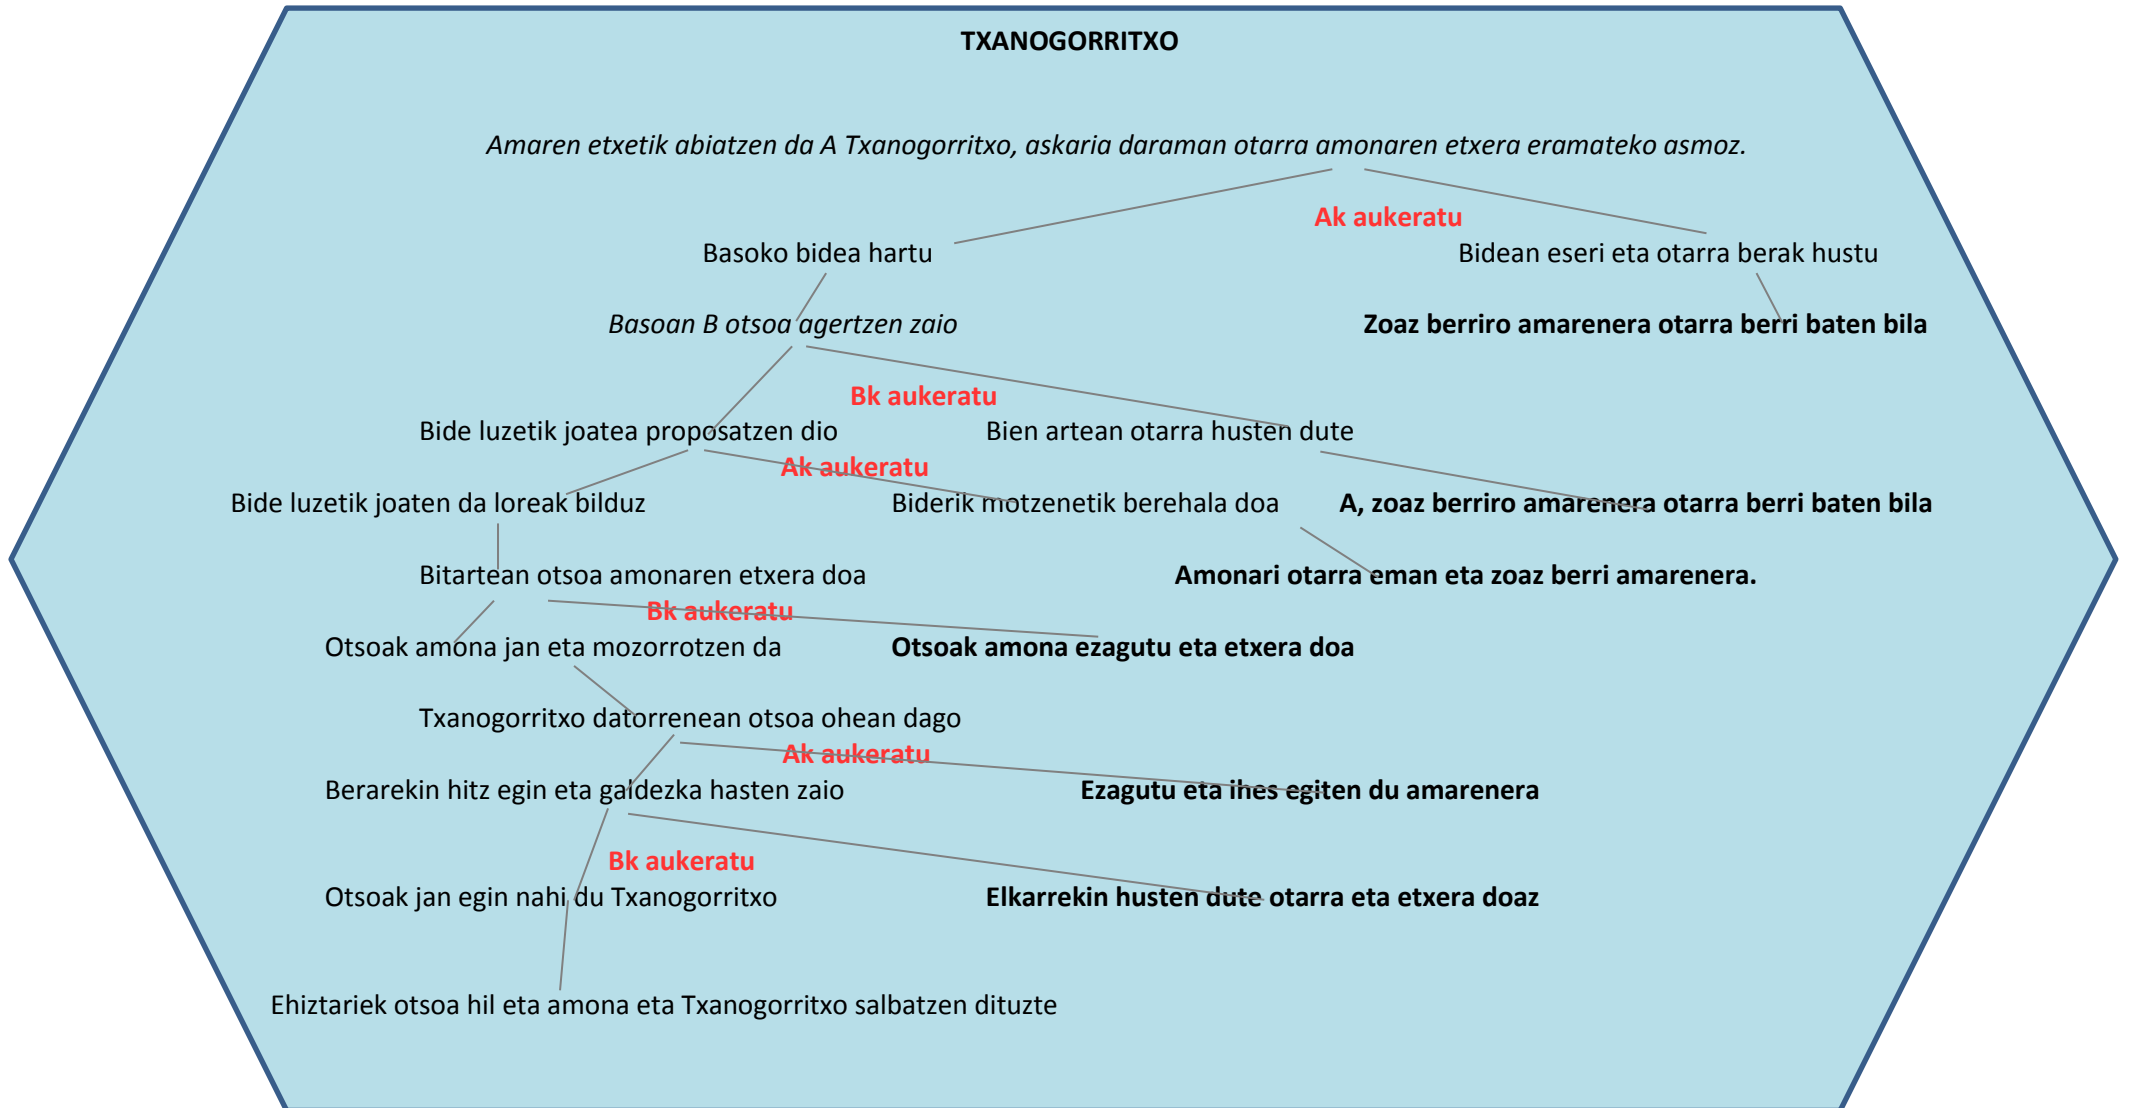 TXANOGORRITXO
Amaren etxetik abiatzen da A Txanogorritxo, askaria daraman otarra amonaren etxera eramateko asmoz.
Ak aukeratu
Basoko bidea hartu
Bidean eseri eta otarra berak hustu
Basoan B otsoa agertzen zaio
Zoaz berriro amarenera otarra berri baten bila
Bk aukeratu
Bide luzetik joatea proposatzen dio
Bien artean otarra husten dute
Ak aukeratu
Bide luzetik joaten da loreak bilduz
Biderik motzenetik berehala doa
A, zoaz berriro amarenera otarra berri baten bila
Bitartean otsoa amonaren etxera doa
Amonari otarra eman eta zoaz berri amarenera.
Bk aukeratu
Otsoak amona jan eta mozorrotzen da
Otsoak amona ezagutu eta etxera doa
Txanogorritxo datorrenean otsoa ohean dago
Ak aukeratu
Berarekin hitz egin eta galdezka hasten zaio
Ezagutu eta ihes egiten du amarenera
Bk aukeratu
Otsoak jan egin nahi du Txanogorritxo
Elkarrekin husten dute otarra eta etxera doaz
Ehiztariek otsoa hil eta amona eta Txanogorritxo salbatzen dituzte